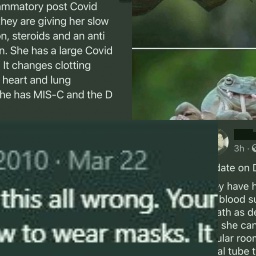 mmatory post Covid
hey are giving her slow
on, steroids and an anti
n. She has a large Covid
It changes clotting
heart and lung
he has MIS-C and the D
2010 · Mar 22
this all wrong. Your
w to wear masks. It
3h ·
date on D
y have h
blood su
ath as de
she can
ular room
al tube t